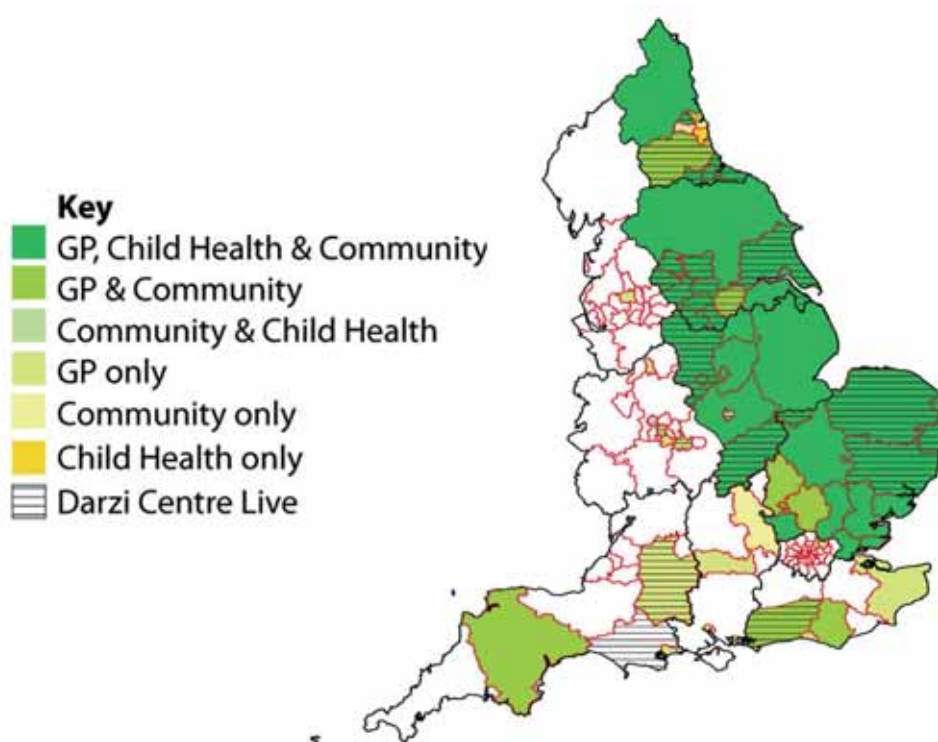 Key
GP, Child Health & Community
GP & Community
Community & Child Health
GP only
Community only
Child Health only
Darzi Centre Live